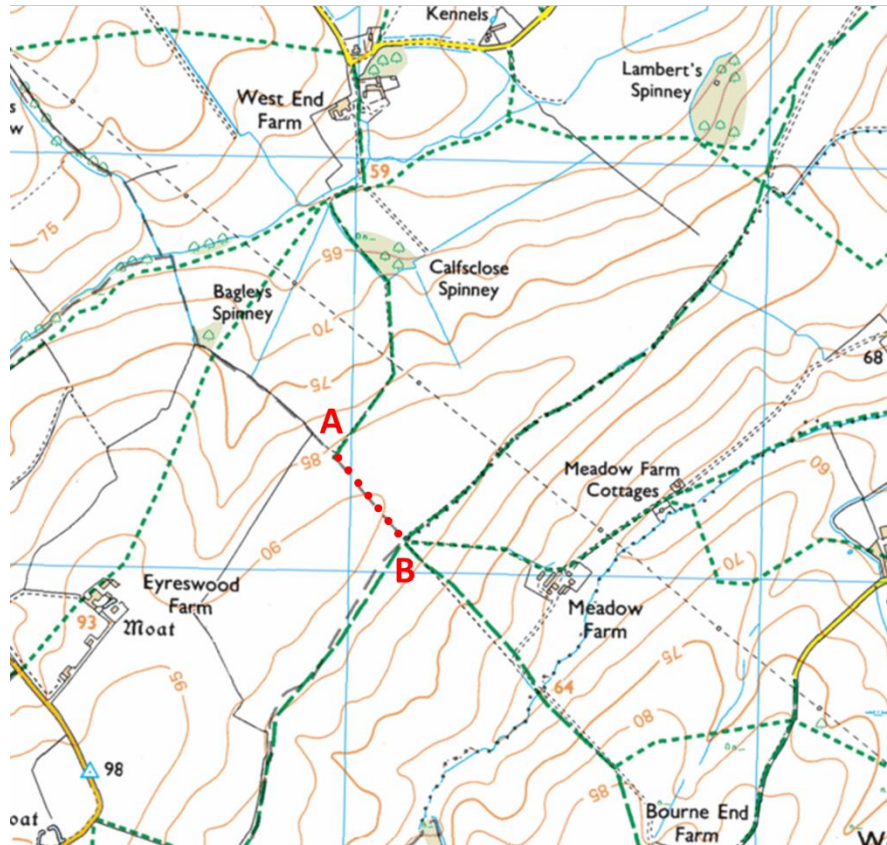 Kennels
Lambert's
Spinney
West End
Farm
59
75
65
Calfsclose
Spinney
Bagleys
Spinney
70
75
68
A
85
Meadow Farm
Cottages
60
90
B
70
Eyreswood
Farm
93
Moat
Meadow
Farm
75
95
64
80
98
85
oat
Bourne End
Farm
W